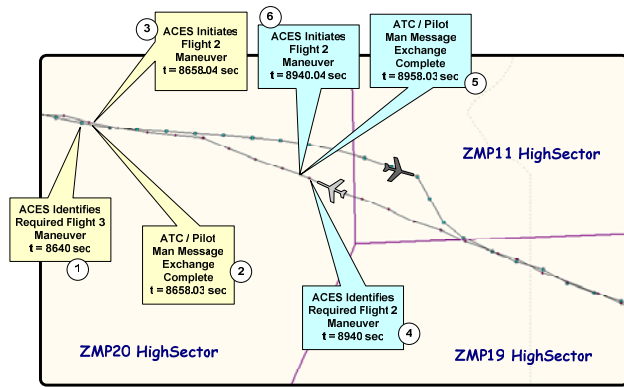 3
ACES Initiates
Flight 2
Maneuver
t = 8658.04 sec
6
ACES Initiates
Flight 2
Maneuver
t = 8940.04 sec
ATC / Pilot
Man Message
Exchange
Complete
t = 8958.03 sec
5
ZMP11 HighSector
ACES Identifies
Required Flight 3
Maneuver
t = 8640 sec
1
ATC / Pilot
Man Message
Exchange
Complete
t = 8658.03 sec
2
ACES Identifies
Required Flight 2
Maneuver
t = 8940 sec
4
ZMP20 HighSector
ZMP19 HighSector